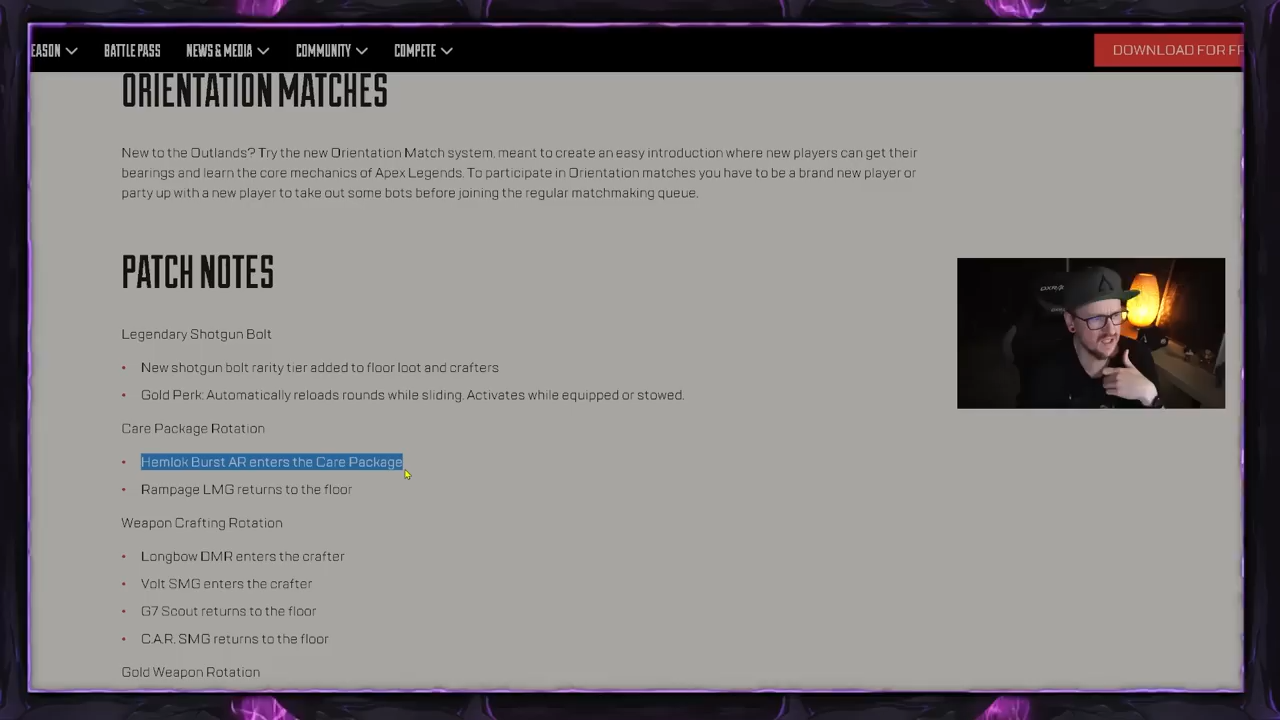 EASON
BATTLE PASS
NEWS & MEDIA
COMMUNITY
COMPETE
DOWNLOAD FOR FR
ORIENTATION MATCHES
New to the Outlands? Try the new Orientation Match system, meant to create an easy introduction where new players can get their
bearings and learn the core mechanics of Apex Legends. To participate in Orientation matches you have to be a brand new player or
party up with a new player to take out some bots before joining the regular matchmaking queue.
PATCH NOTES
Legendary Shotgun Bolt
• New shotgun bolt rarity tier added to floor loot and crafters
• Gold Perk: Automatically reloads rounds while sliding. Activates while equipped or stowed.
Care Package Rotation
• Hemlok Burst AR enters the Care Package
• Rampage LMG returns to the floor
Weapon Crafting Rotation
• Longbow DMR enters the crafter
• Volt SMG enters the crafter
• G7 Scout returns to the floor
• C.A.R. SMG returns to the floor
Gold Weapon Rotation